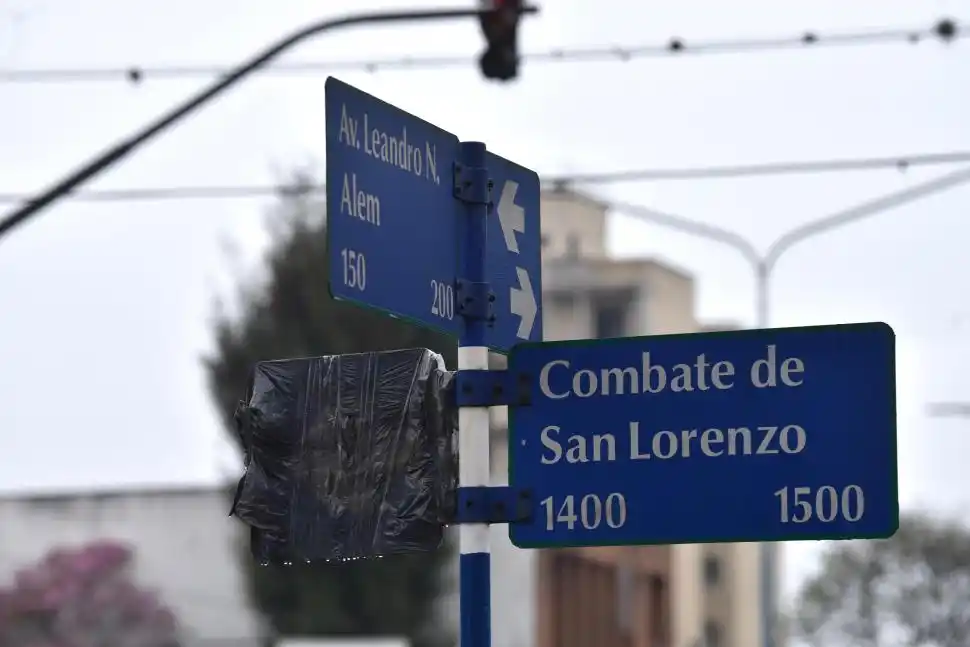 Av. Leandro N.
Alem
150 200
Combate de
San Lorenzo
1400 1500